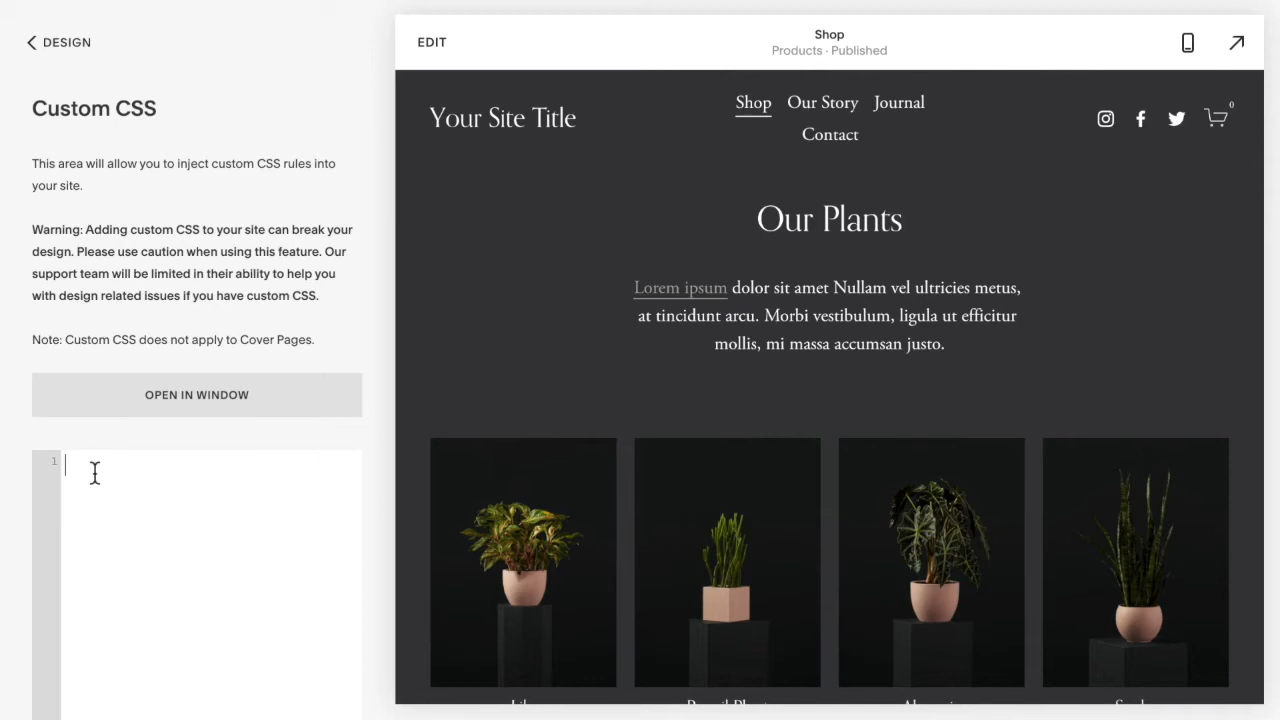 DESIGN
Custom CSS
This area will allow you to inject custom CSS rules into
your site.
Warning: Adding custom CSS to your site can break your
design. Please use caution when using this feature. Our
support team will be limited in their ability to help you
with design related issues if you have custom CSS.
Note: Custom CSS does not apply to Cover Pages.
OPEN IN WINDOW
1
EDIT
Shop
Products · Published
Your Site Title
Shop Our Story Journal
Contact
0
Our Plants
Lorem ipsum dolor sit amet Nullam vel ultricies metus,
at tincidunt arcu. Morbi vestibulum, ligula ut efficitur
mollis, mi massa accumsan justo.